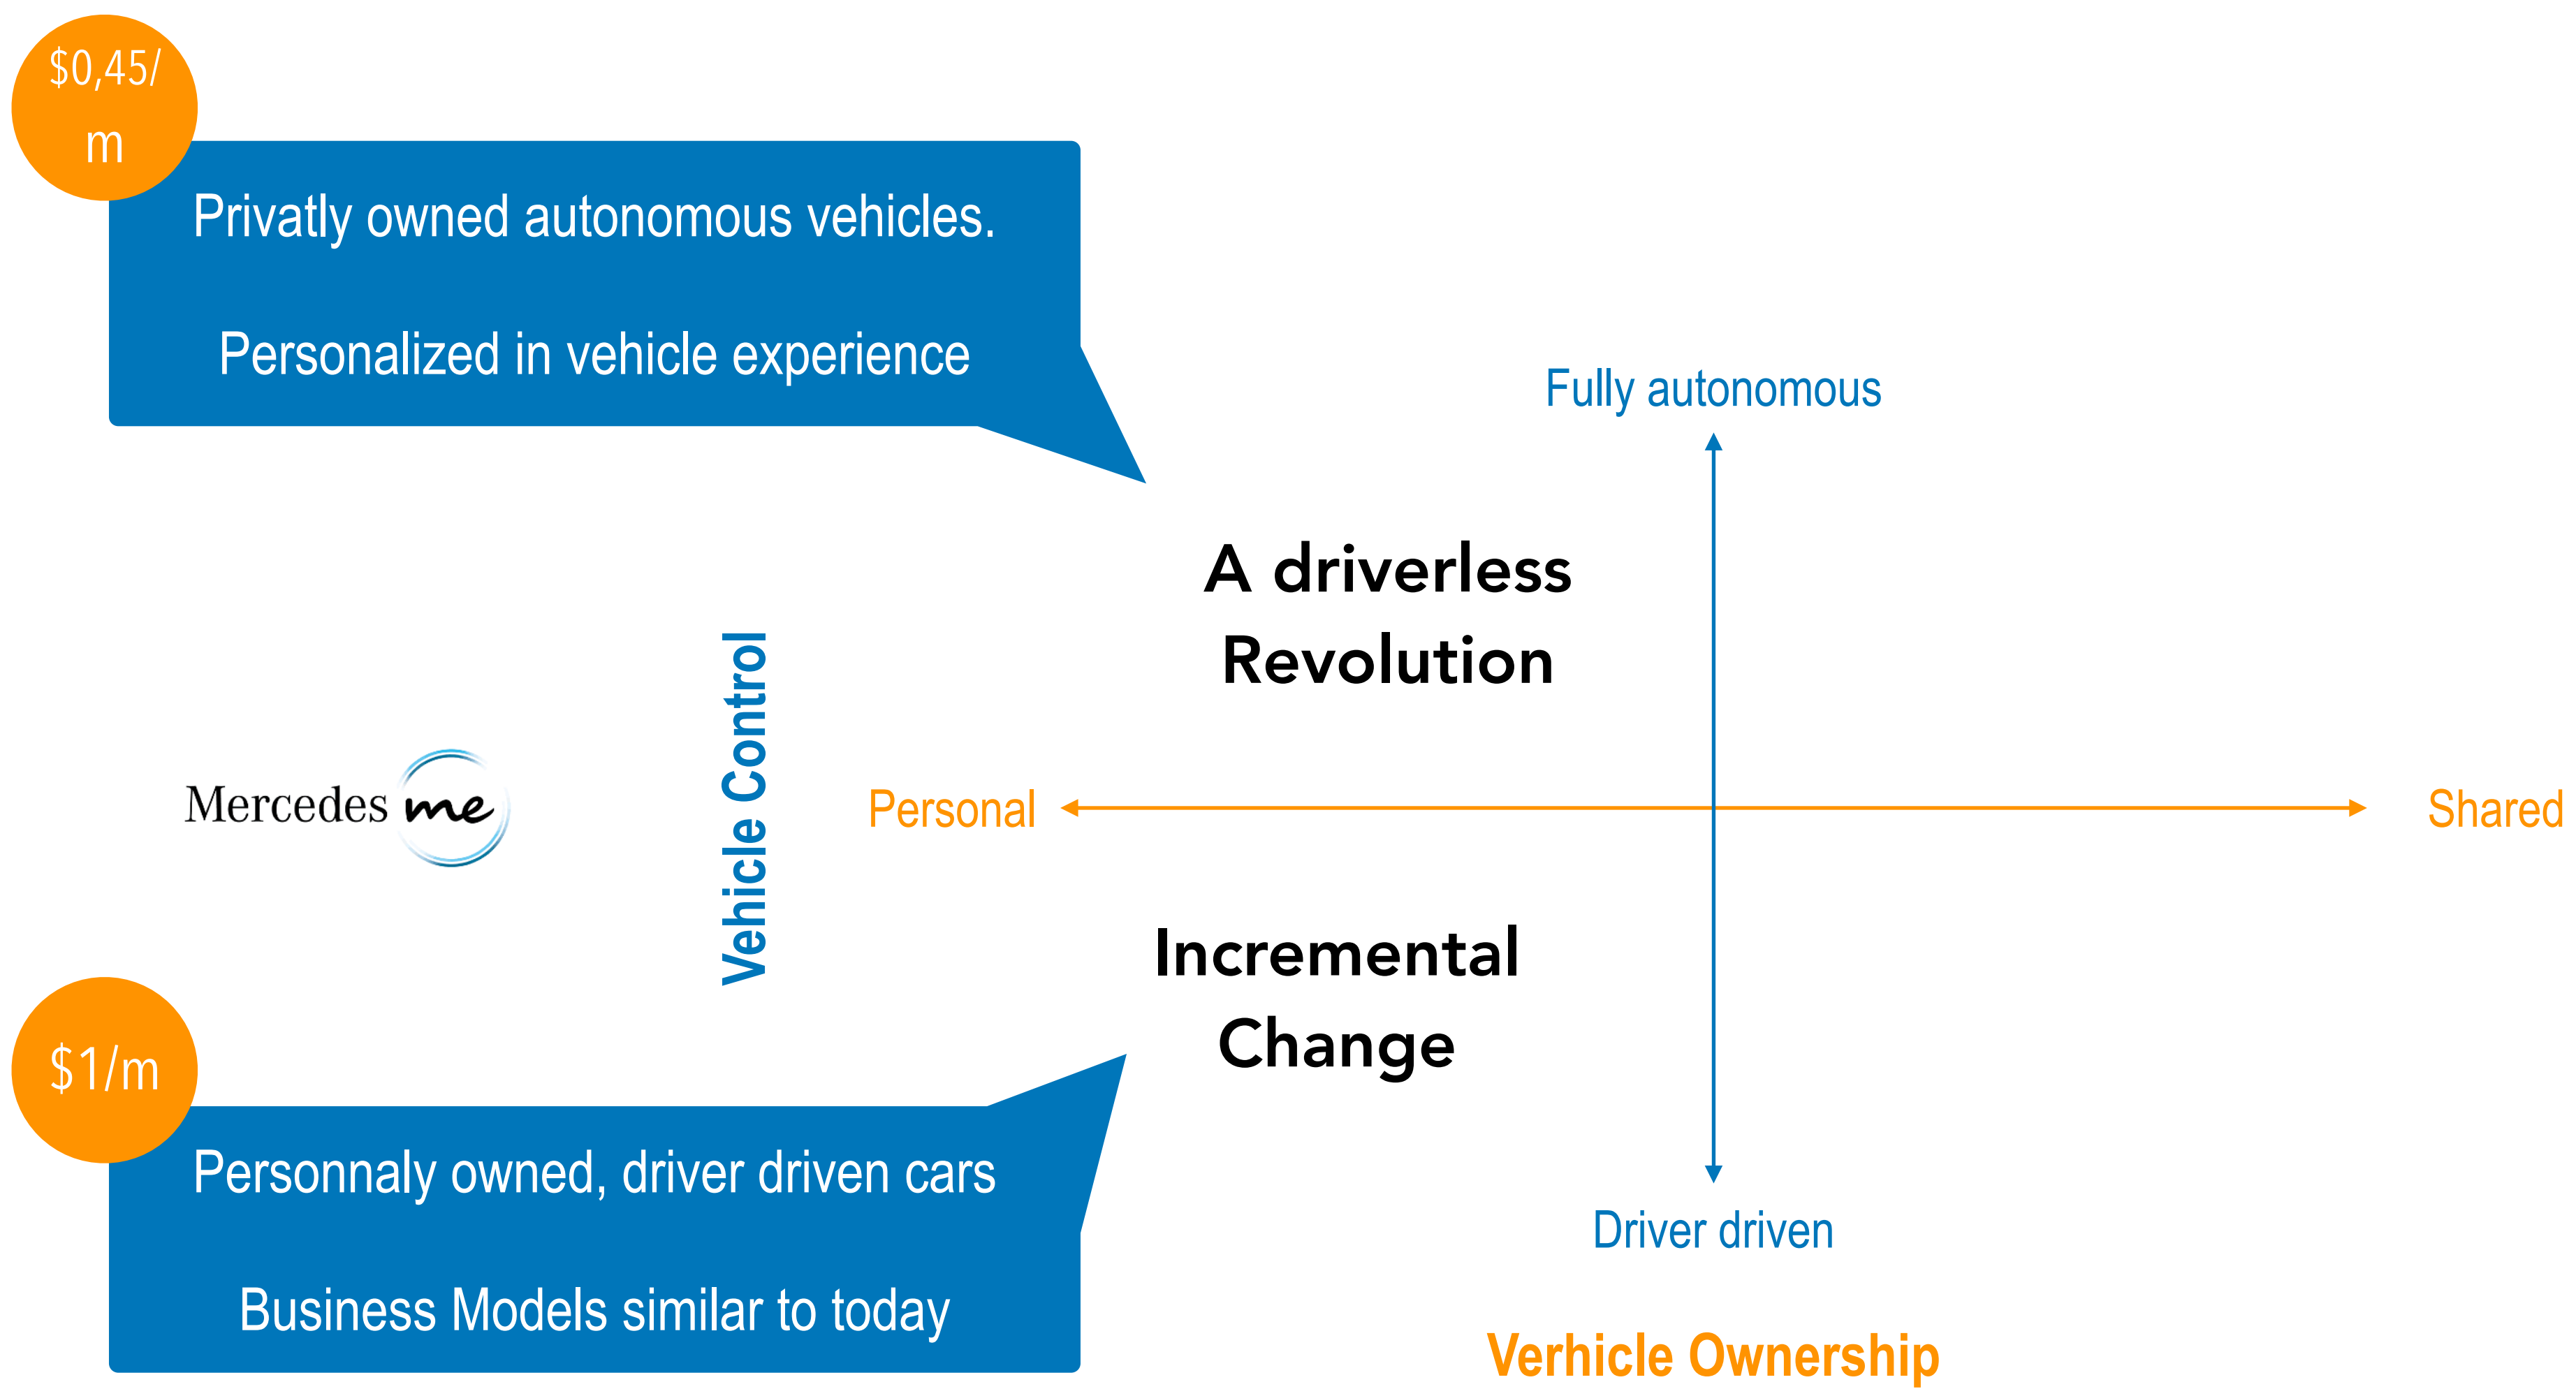 $0,45/
m
Privatly owned autonomous vehicles.
Personalized in vehicle experience
Fully autonomous
A driverless
Revolution
Vehicle Control
Mercedes me
Personal
Shared
Incremental
Change
$1/m
Personnaly owned, driver driven cars
Business Models similar to today
Driver driven
Verhicle Ownership